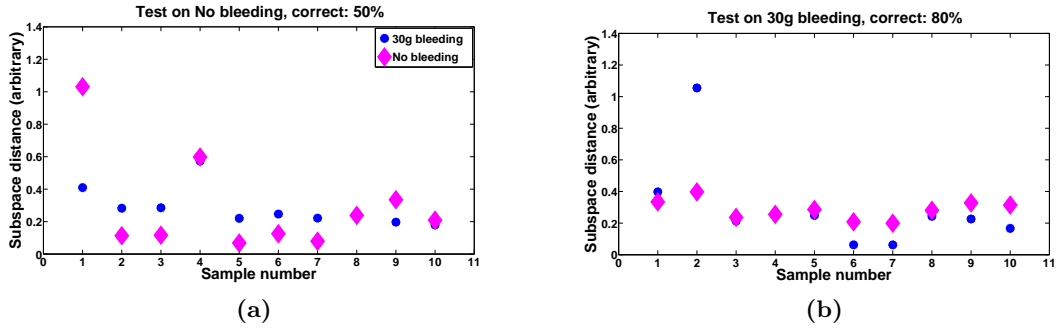 Test on No bleeding, correct: 50%
Subspace distance (arbitrary)
1.4
1.2
1
0.8
0.6
0.4
0.2
0
30g bleeding
No bleeding
0 1 2 3 4 5 6 7 8 9 10 11
Sample number
(a)
Test on 30g bleeding, correct: 80%
Subspace distance (arbitrary)
1.4
1.2
1
0.8
0.6
0.4
0.2
0
0 1 2 3 4 5 6 7 8 9 10 11
Sample number
(b)